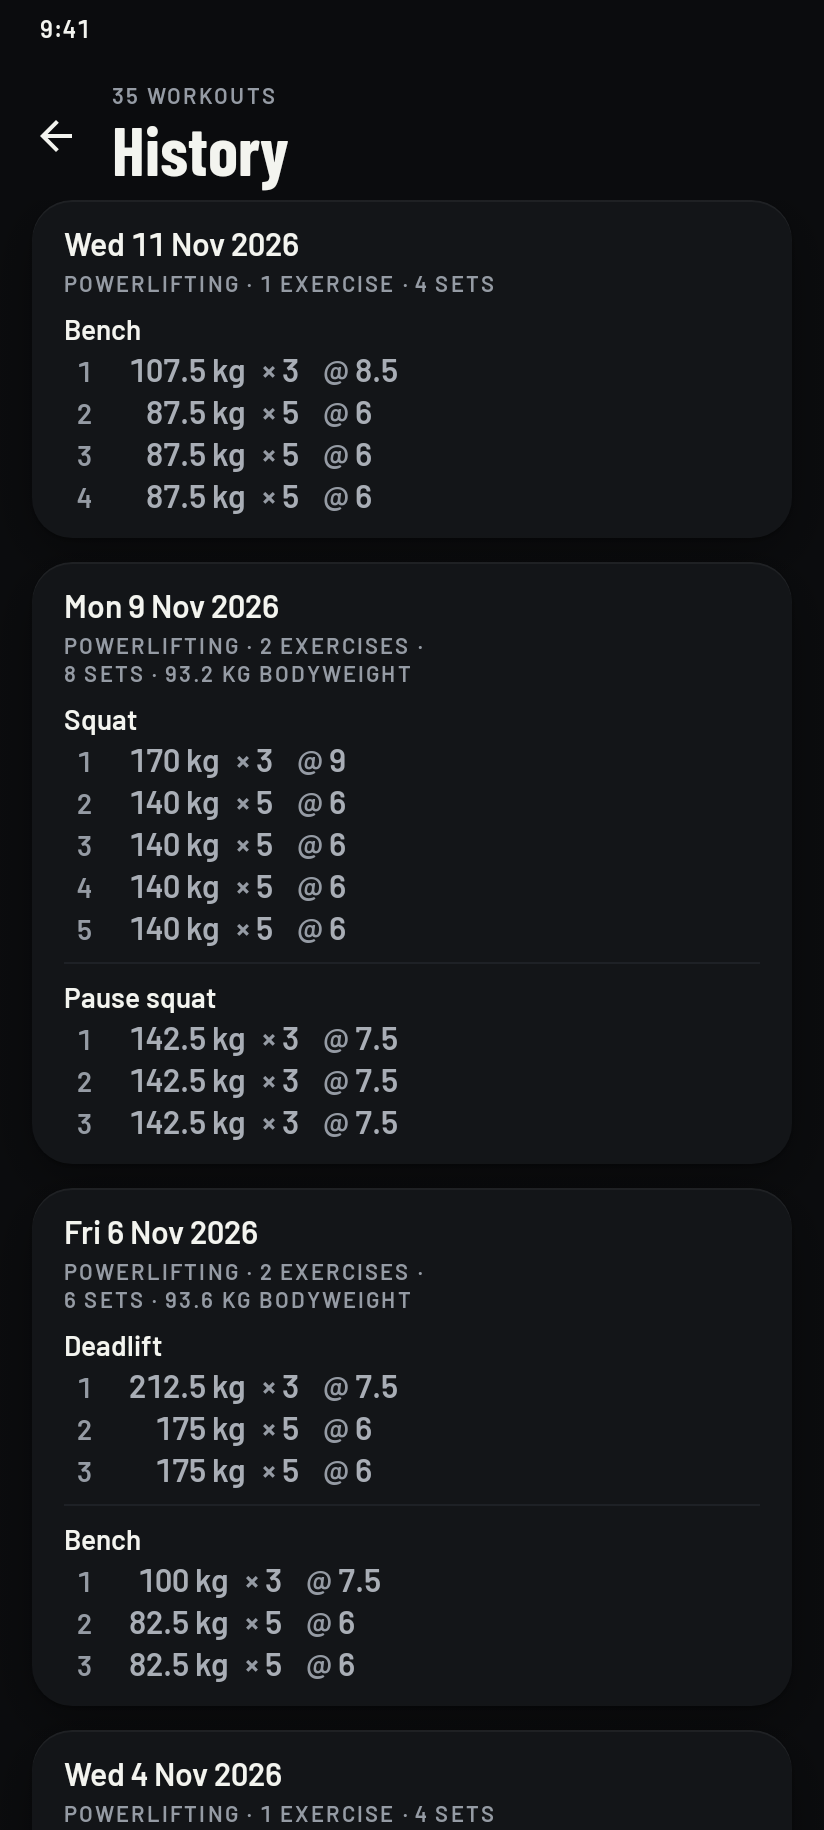 9:41
35 WORKOUTS
History
Wed 11 Nov 2026
POWERLIFTING · 1 EXERCISE · 4 SETS
Bench
1 107.5 kg × 3 @ 8.5
2 87.5 kg × 5 @ 6
3 87.5 kg × 5 @ 6
4 87.5 kg × 5 @ 6
Mon 9 Nov 2026
POWERLIFTING · 2 EXERCISES ·
8 SETS · 93.2 KG BODYWEIGHT
Squat
1 170 kg × 3 @ 9
2 140 kg × 5 @ 6
3 140 kg × 5 @ 6
4 140 kg × 5 @ 6
5 140 kg × 5 @ 6
Pause squat
1 142.5 kg × 3 @ 7.5
2 142.5 kg × 3 @ 7.5
3 142.5 kg × 3 @ 7.5
Fri 6 Nov 2026
POWERLIFTING · 2 EXERCISES ·
6 SETS · 93.6 KG BODYWEIGHT
Deadlift
1 212.5 kg × 3 @ 7.5
2 175 kg × 5 @ 6
3 175 kg × 5 @ 6
Bench
1 100 kg × 3 @ 7.5
2 82.5 kg × 5 @ 6
3 82.5 kg × 5 @ 6
Wed 4 Nov 2026
POWERLIFTING · 1 EXERCISE · 4 SETS